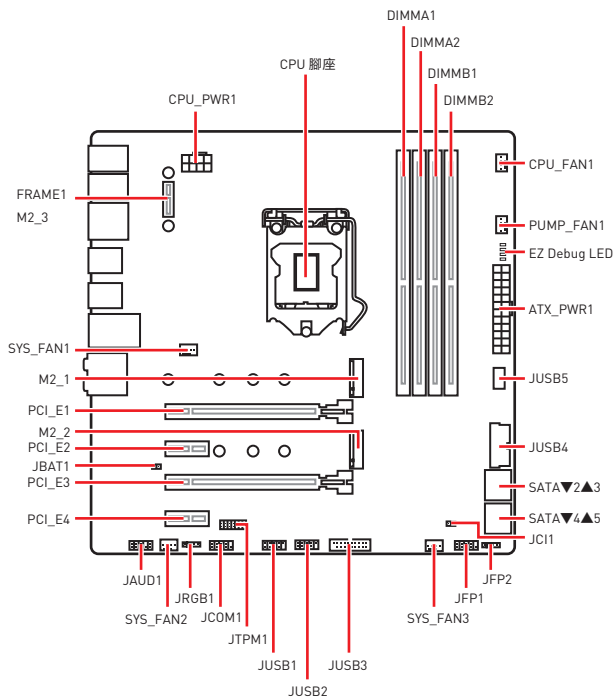 DIMMA1
DIMMA2
CPU 腳座
DIMMB1
DIMMB2
CPU_PWR1
CPU_FAN1
FRAME1
M2_3
PUMP_FAN1
EZ Debug LED
ATX_PWR1
SYS_FAN1
M2_1
JUSB5
PCI_E1
M2_2
PCI_E2
JUSB4
JBAT1
PCI_E3
SATA▼2▲3
PCI_E4
SATA▼4▲5
JCI1
JAUD1
JRGB1
JFP2
SYS_FAN2
JCOM1
JFP1
SYS_FAN3
JTPM1
JUSB1
JUSB3
JUSB2